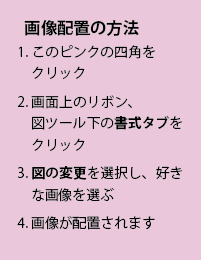 画像配置の方法
1. このピンクの四角を
クリック
2. 画面上のリボン、
図ツール下の書式タブを
クリック
3. 図の変更を選択し、好き
な画像を選ぶ
4. 画像が配置されます